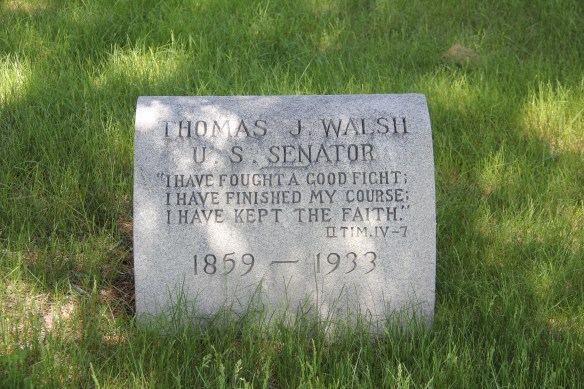 THOMAS J. WALSH
U. S. SENATOR
"I HAVE FOUGHT A GOOD FIGHT;
I HAVE FINISHED MY COURSE;
I HAVE KEPT THE FAITH."
II TIM. IV-7
1859 — 1933